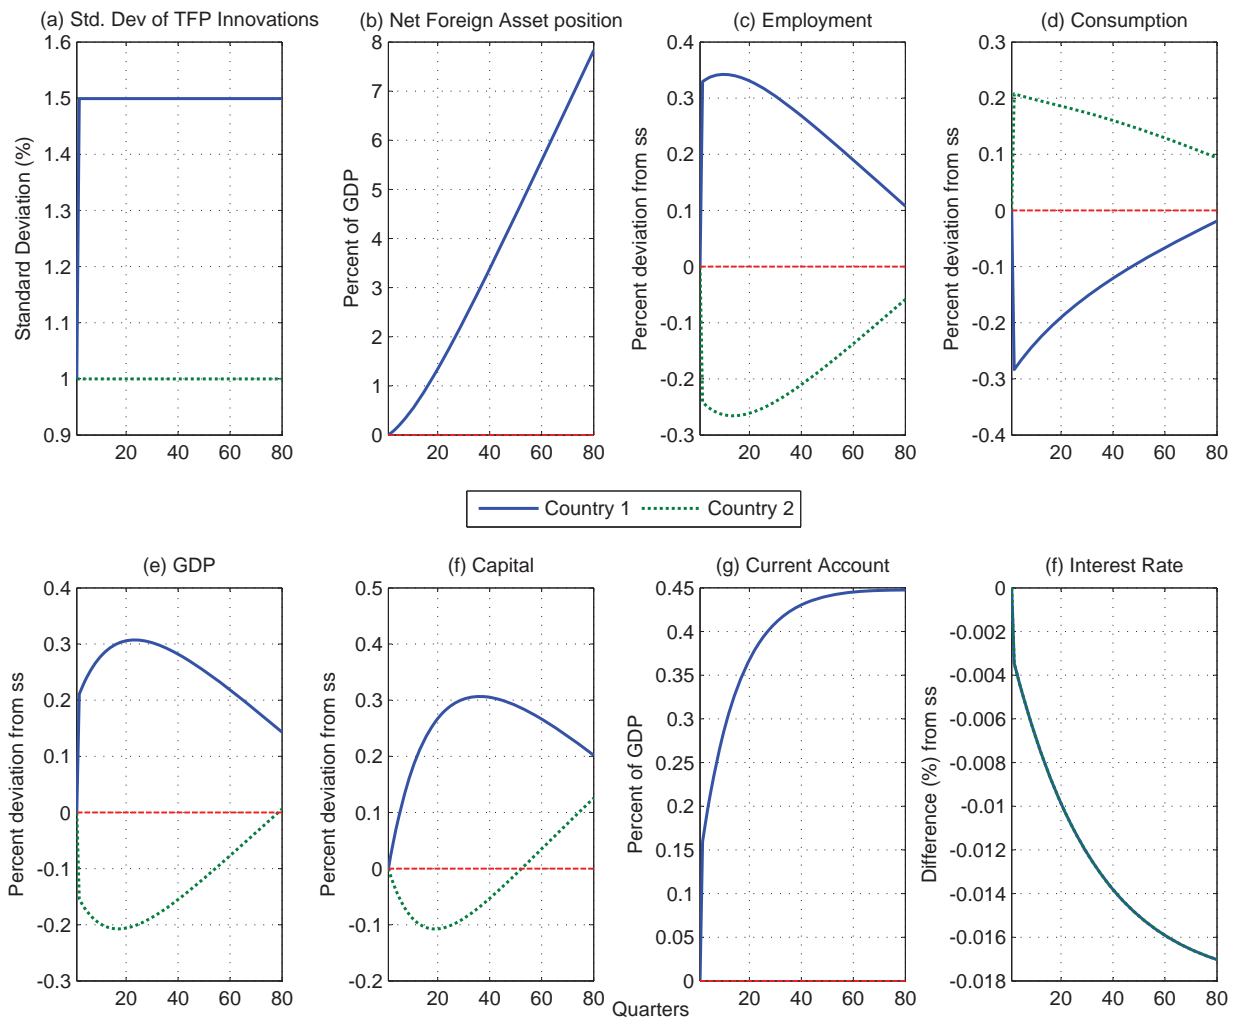 (a) Std. Dev of TFP Innovations
1.6
1.5
1.4
1.3
1.2
1.1
1
0.9
Standard Deviation (%)
20 40 60 80
(b) Net Foreign Asset position
8
7
6
5
4
3
2
1
0
Percent of GDP
20 40 60 80
(c) Employment
0.4
0.3
0.2
0.1
0
-0.1
-0.2
-0.3
Percent deviation from ss
20 40 60 80
(d) Consumption
0.3
0.2
0.1
0
-0.1
-0.2
-0.3
-0.4
Percent deviation from ss
20 40 60 80
Country 1 Country 2
(e) GDP
0.4
0.3
0.2
0.1
0
-0.1
-0.2
-0.3
Percent deviation from ss
20 40 60 80
(f) Capital
0.5
0.4
0.3
0.2
0.1
0
-0.1
-0.2
Percent deviation from ss
20 40 60 80
(g) Current Account
0.45
0.4
0.35
0.3
0.25
0.2
0.15
0.1
0.05
0
Percent of GDP
20 40 60 80
(f) Interest Rate
0
-0.002
-0.004
-0.006
-0.008
-0.01
-0.012
-0.014
-0.016
-0.018
Difference (%) from ss
20 40 60 80
Quarters